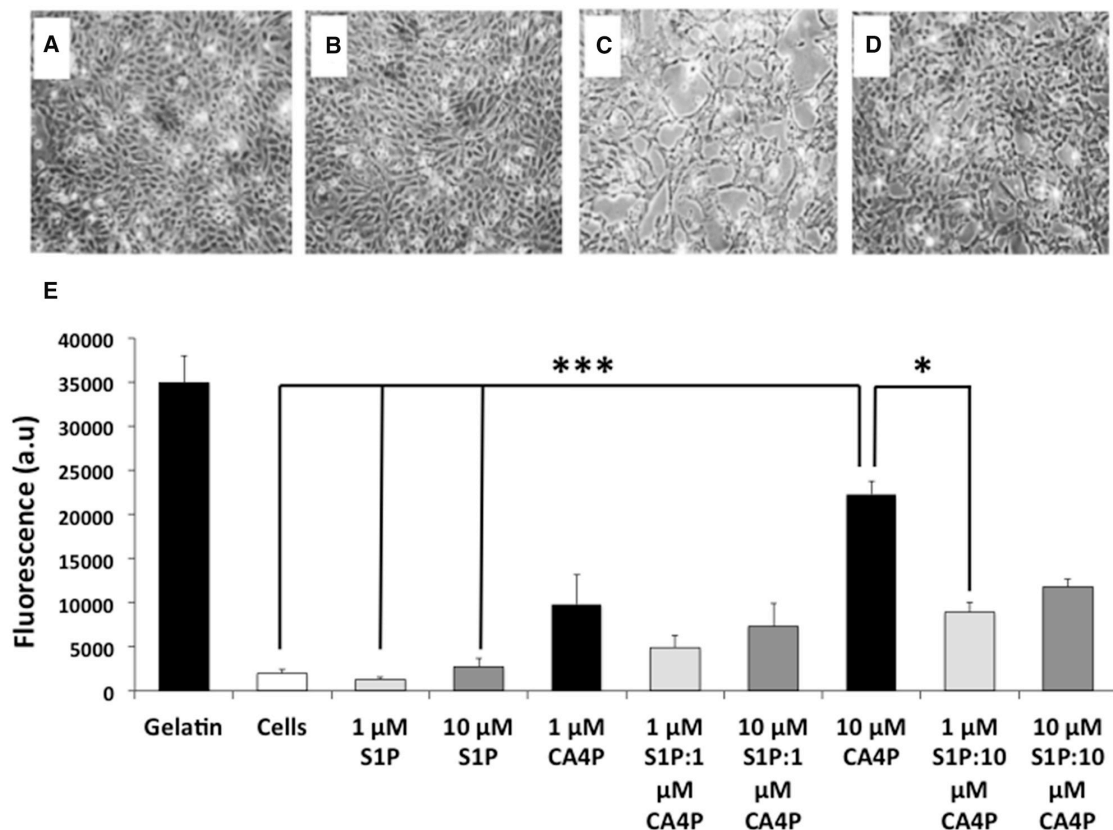 A
B
C
D
E
40000
35000
30000
25000
20000
15000
10000
5000
0
Fluorescence (a.u)
***
*
Gelatin
Cells
1 µM
S1P
10 µM
S1P
1 µM
CA4P
1 µM
S1P:1
µM
CA4P
10 µM
S1P:1
µM
CA4P
10 µM
CA4P
1 µM
S1P:10
µM
CA4P
10 µM
S1P:10
µM
CA4P